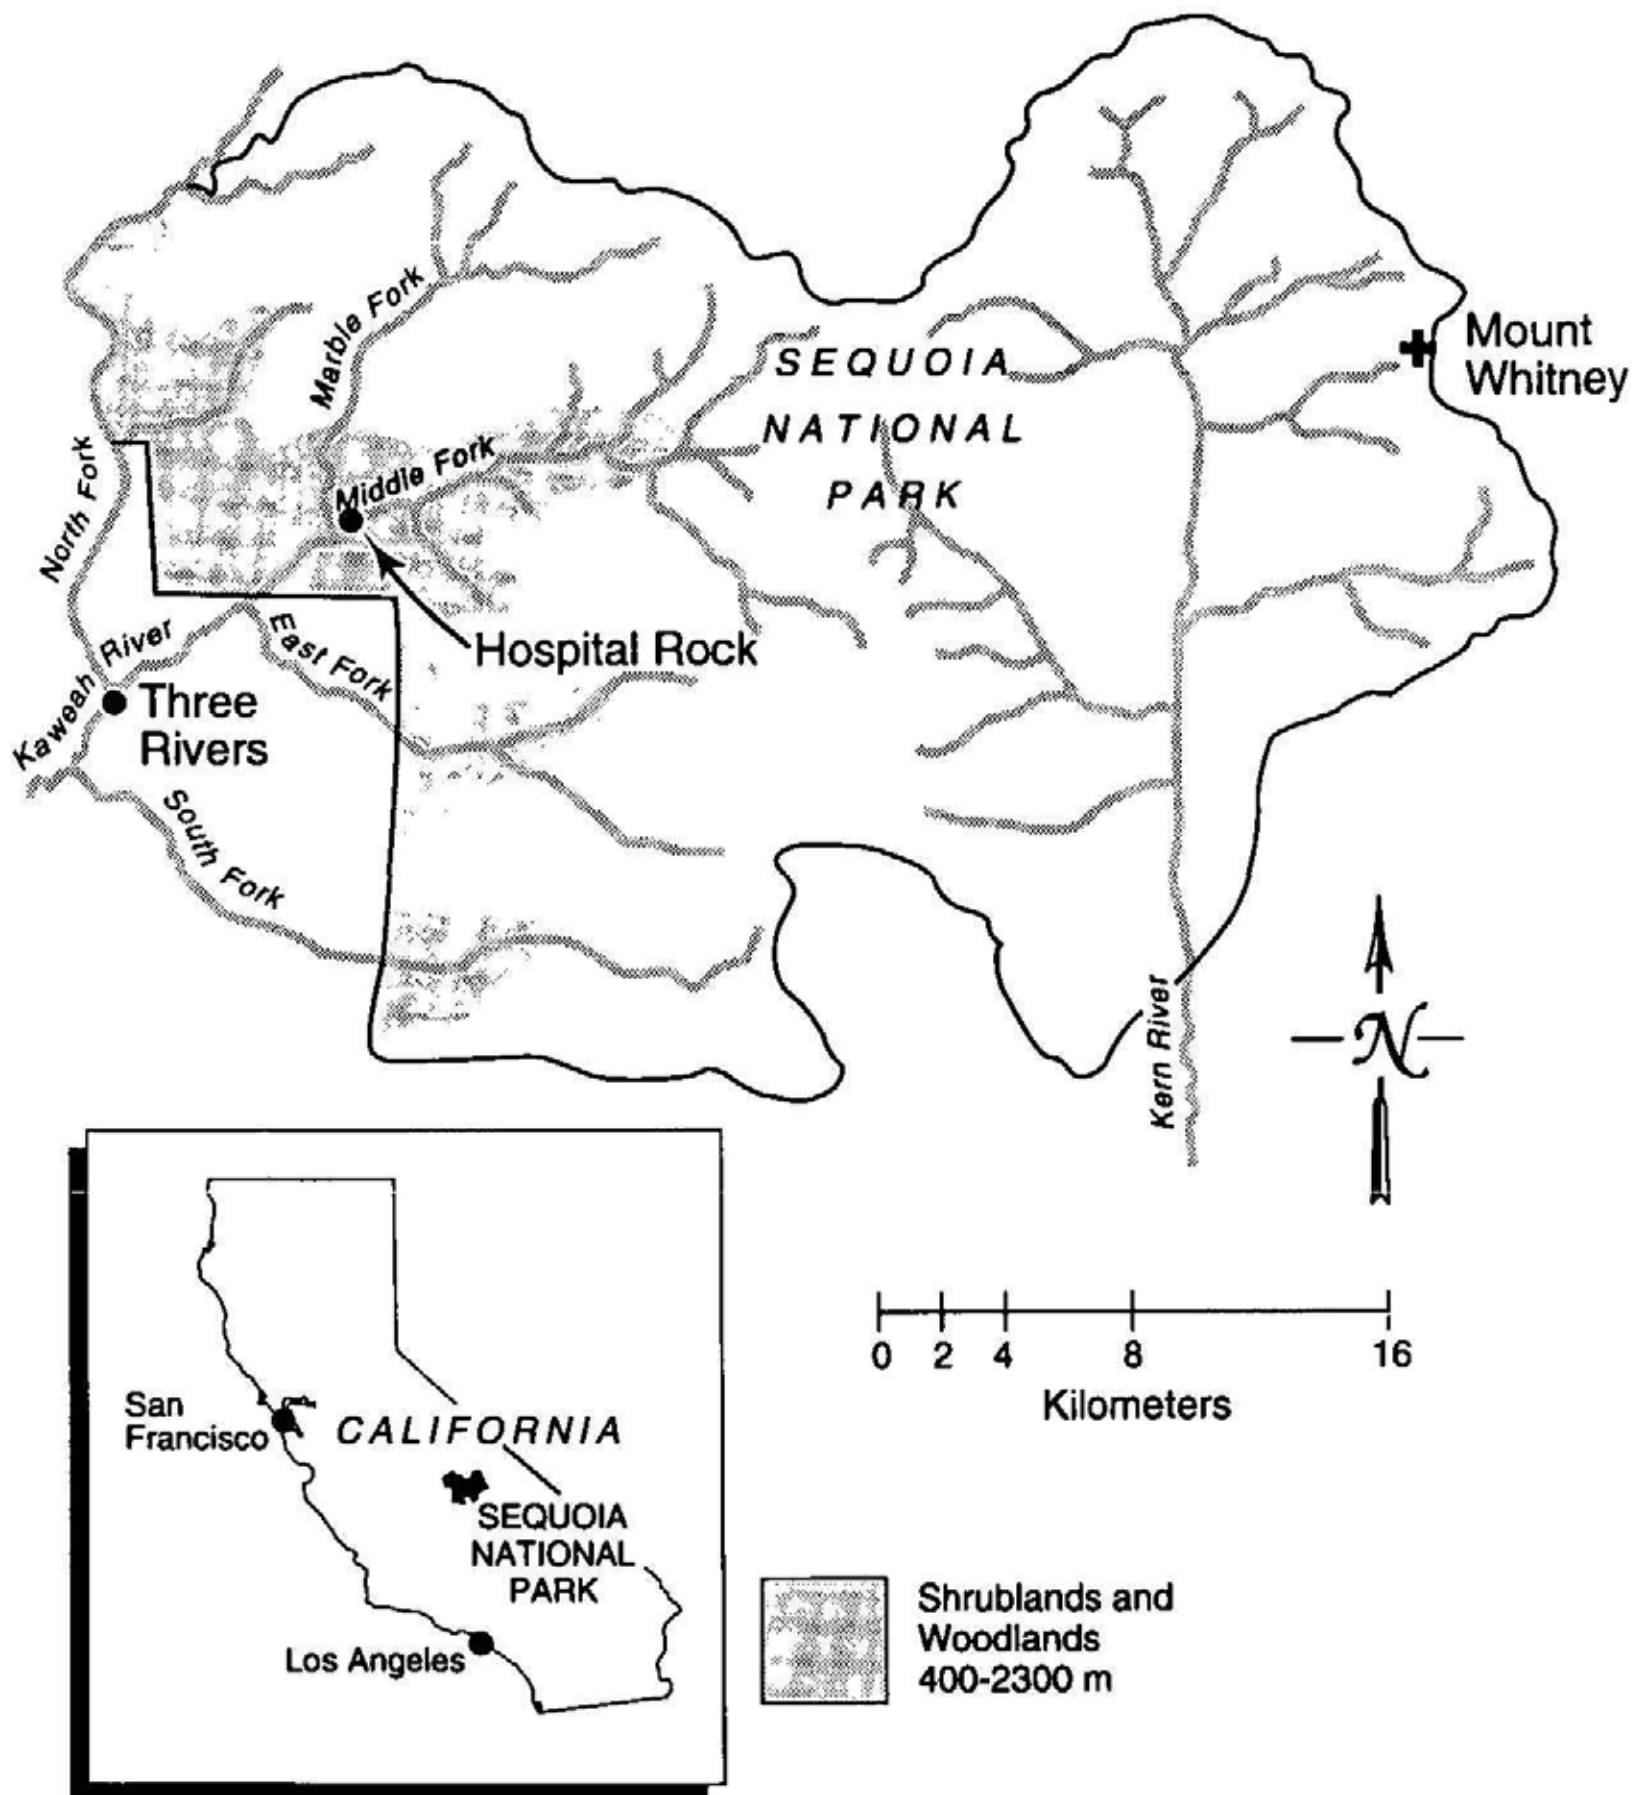 Marble Fork
SEQUOIA
NATIONAL
PARK
Mount
Whitney
North Fork
Middle Fork
Hospital Rock
East Fork
Kaweah River
Three
Rivers
South Fork
Kern River
N
0 2 4 8 16
Kilometers
San
Francisco
CALIFORNIA
SEQUOIA
NATIONAL
PARK
Los Angeles
Shrublands and
Woodlands
400-2300 m